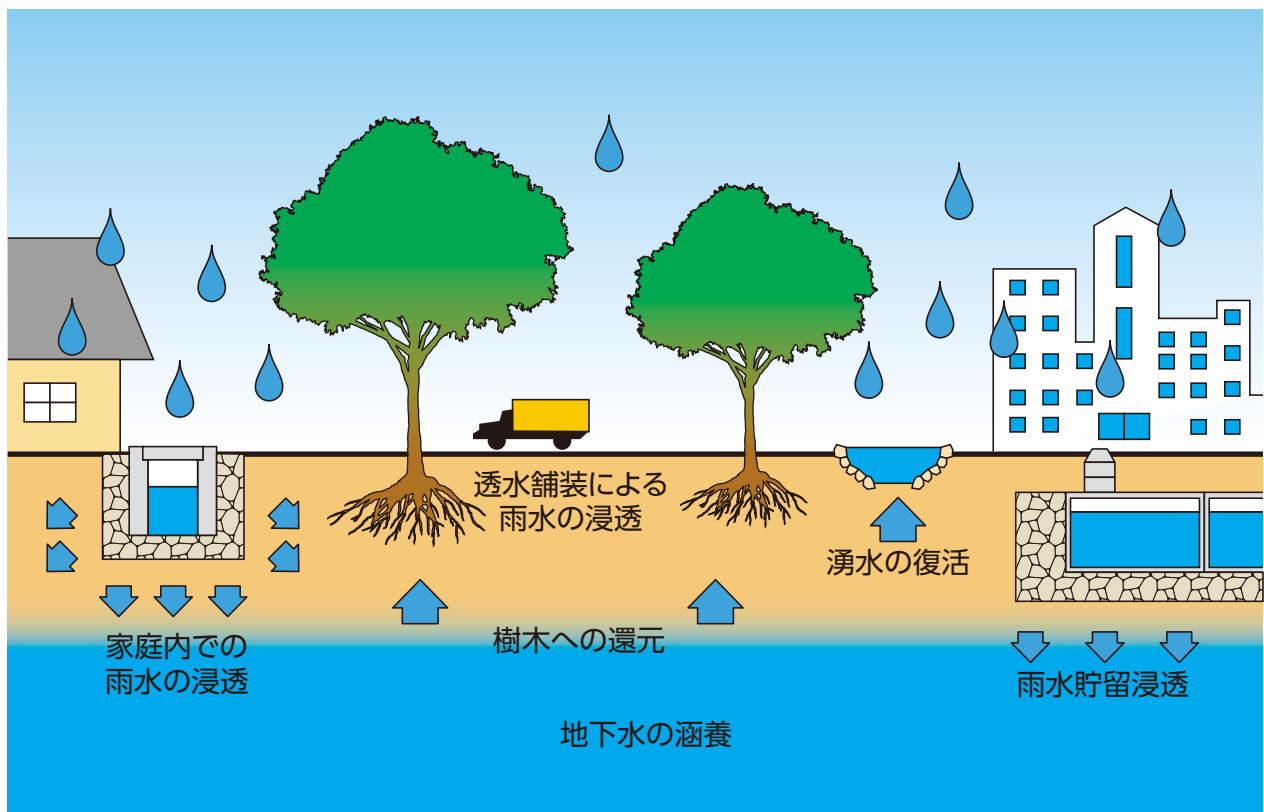 透水舗装による
雨水の浸透
湧水の復活
樹木への還元
家庭内での
雨水の浸透
雨水貯留浸透
地下水の涵養